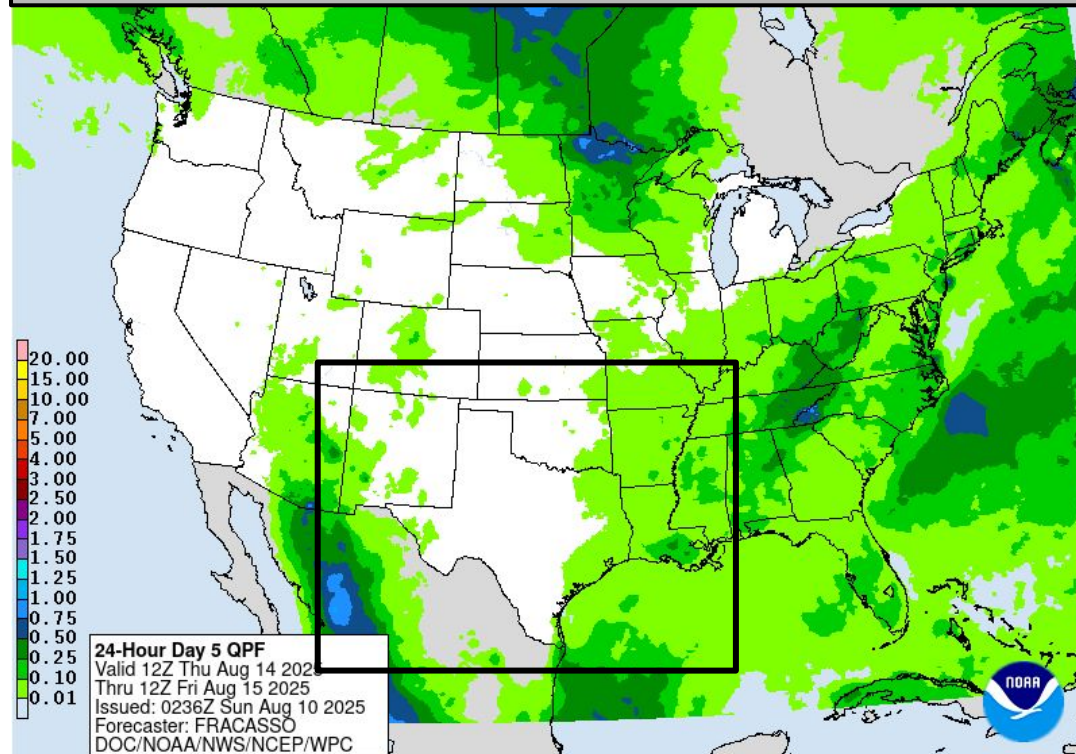 20.00
15.00
10.00
7.00
5.00
4.00
3.00
2.50
2.00
1.75
1.50
1.25
1.00
0.75
0.50
0.25
0.10
0.01
24-Hour Day 5 QPF
Valid 12Z Thu Aug 14 2025
Thru 12Z Fri Aug 15 2025
Issued: 0236Z Sun Aug 10 2025
Forecaster: FRACASSO
DOC/NOAA/NWS/NCEP/WPC
NOAA